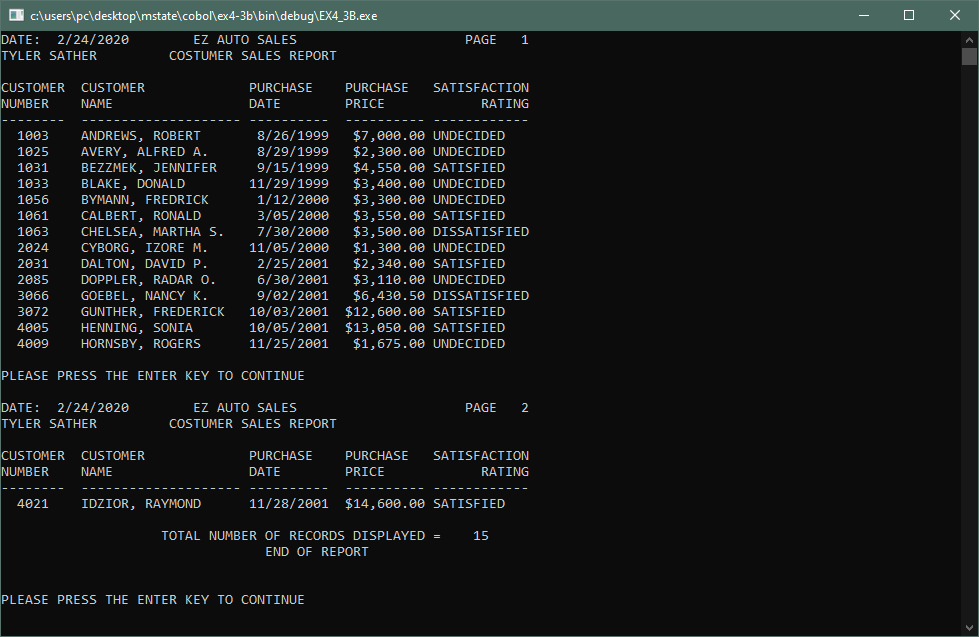 c:\users\pc\desktop\mstate\cobol\ex4-3b\bin\debug\EX4_3B.exe
DATE:  2/24/2020        EZ AUTO SALES                     PAGE   1
TYLER SATHER         COSTUMER SALES REPORT
CUSTOMER  CUSTOMER             PURCHASE    PURCHASE   SATISFACTION
NUMBER    NAME                 DATE        PRICE            RATING
--------  -------------------- ----------  ---------- ------------
  1003    ANDREWS, ROBERT       8/26/1999   $7,000.00 UNDECIDED
  1025    AVERY, ALFRED A.      8/29/1999   $2,300.00 UNDECIDED
  1031    BEZZMEK, JENNIFER     9/15/1999   $4,550.00 SATISFIED
  1033    BLAKE, DONALD        11/29/1999   $3,400.00 UNDECIDED
  1056    BYMANN, FREDRICK      1/12/2000   $3,300.00 UNDECIDED
  1061    CALBERT, RONALD       3/05/2000   $3,550.00 SATISFIED
  1063    CHELSEA, MARTHA S.    7/30/2000   $3,500.00 DISSATISFIED
  2024    CYBORG, IZORE M.     11/05/2000   $1,300.00 UNDECIDED
  2031    DALTON, DAVID P.      2/25/2001   $2,340.00 SATISFIED
  2085    DOPPLER, RADAR O.     6/30/2001   $3,110.00 UNDECIDED
  3066    GOEBEL, NANCY K.      9/02/2001   $6,430.50 DISSATISFIED
  3072    GUNTHER, FREDERICK   10/03/2001  $12,600.00 SATISFIED
  4005    HENNING, SONIA       10/05/2001  $13,050.00 SATISFIED
  4009    HORNSBY, ROGERS      11/25/2001   $1,675.00 UNDECIDED
PLEASE PRESS THE ENTER KEY TO CONTINUE
DATE:  2/24/2020        EZ AUTO SALES                     PAGE   2
TYLER SATHER         COSTUMER SALES REPORT
CUSTOMER  CUSTOMER             PURCHASE    PURCHASE   SATISFACTION
NUMBER    NAME                 DATE        PRICE            RATING
--------  -------------------- ----------  ---------- ------------
  4021    IDZIOR, RAYMOND      11/28/2001  $14,600.00 SATISFIED
TOTAL NUMBER OF RECORDS DISPLAYED =    15
END OF REPORT
PLEASE PRESS THE ENTER KEY TO CONTINUE